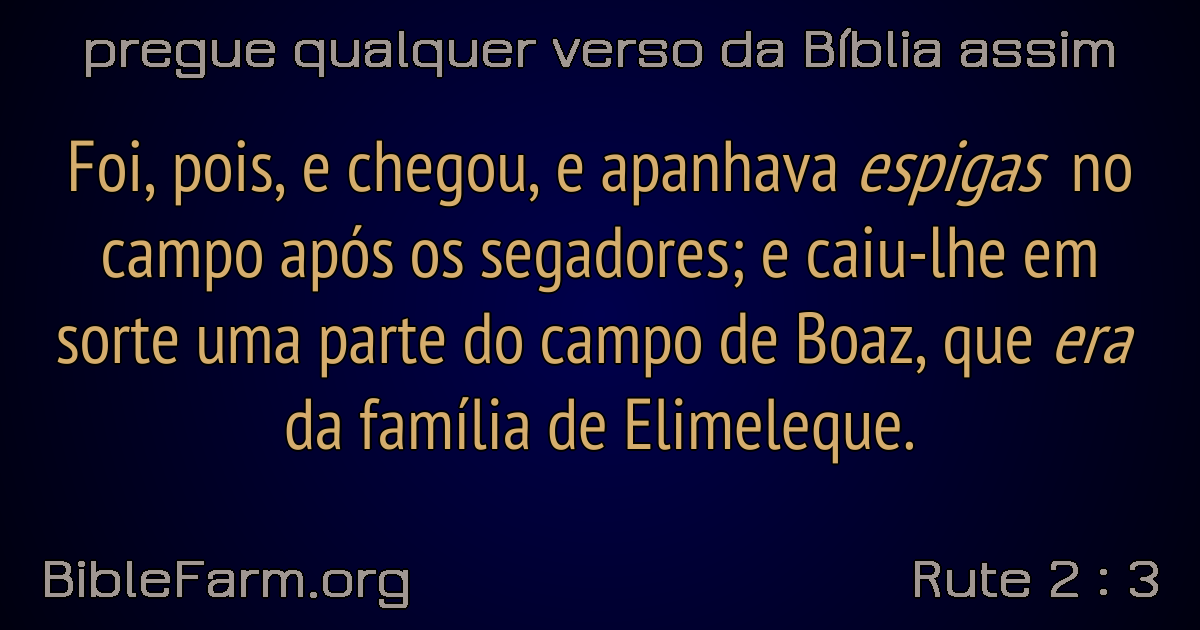 pregue qualquer verso da Bíblia assim
Foi, pois, e chegou, e apanhava espigas no
campo após os segadores; e caiu-lhe em
sorte uma parte do campo de Boaz, que era
da família de Elimeleque.
BibleFarm.org
Rute 2 : 3